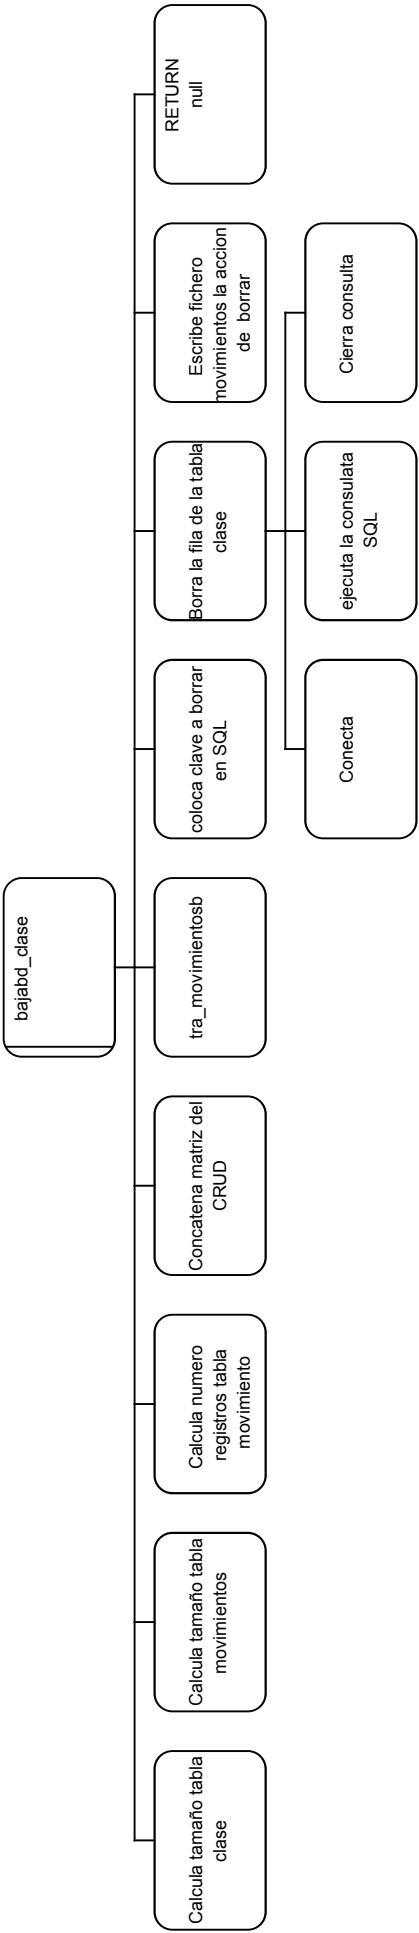 bajabd_clase
Calcula tamaño tabla
clase
Calcula tamaño tabla
movimientos
Calcula numero
registros tabla
movimiento
Concatena matriz del
CRUD
tra_movimientosb
coloca clave a borrar
en SQL
Borra la fila de la tabla
clase
Escribe fichero
movimientos la accion
de borrar
RETURN
null
Conecta
ejecuta la consulata
SQL
Cierra consulta